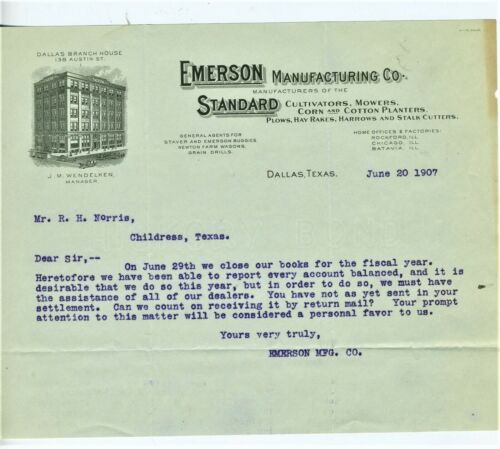 DALLAS BRANCH HOUSE
138 AUSTIN ST.
J. M. WENDELKEN,
MANAGER.
EMERSON MANUFACTURING CO.
MANUFACTURERS OF THE
STANDARD CULTIVATORS, MOWERS,
CORN AND COTTON PLANTERS,
PLOWS, HAY RAKES, HARROWS AND STALK CUTTERS.
GENERAL AGENTS FOR
STAVER AND EMERSON BUGGIES
NEWTON FARM WAGONS,
GRAIN DRILLS.
HOME OFFICES & FACTORIES:
ROCKFORD, ILL.
CHICAGO, ILL.
BATAVIA, ILL.
DALLAS, TEXAS. June 20 1907
Mr. R. H. Norris,
Childress, Texas.
Dear Sir,--
On June 29th we close our books for the fiscal year.
Heretofore we have been able to report every account balanced, and it is
desirable that we do so this year, but in order to do so, we must have
the assistance of all of our dealers. You have not as yet sent in your
settlement. Can we count on receiving it by return mail? Your prompt
attention to this matter will be considered a personal favor to us.
Yours very truly,
EMERSON MFG. CO.